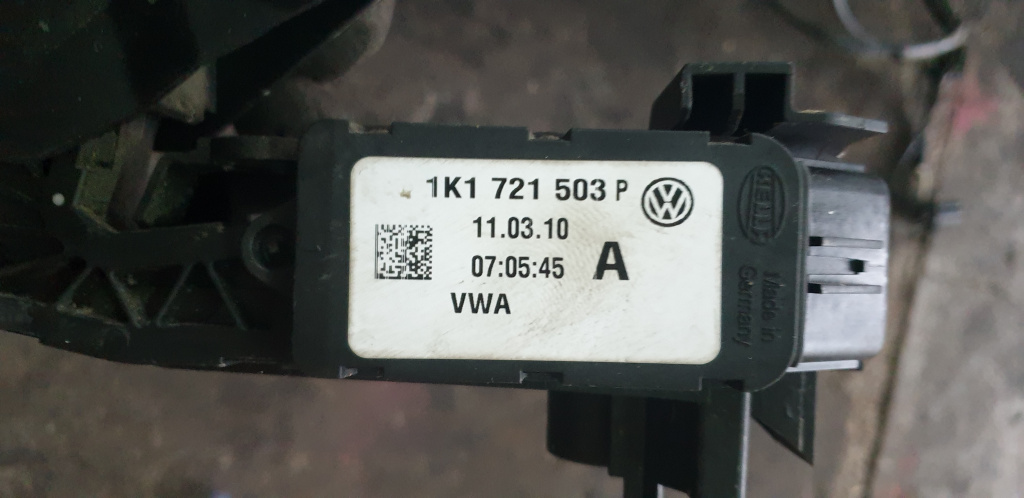 1K1 721 503 P
11.03.10
07:05:45 A
VWA
HELLA
Made in
Germany